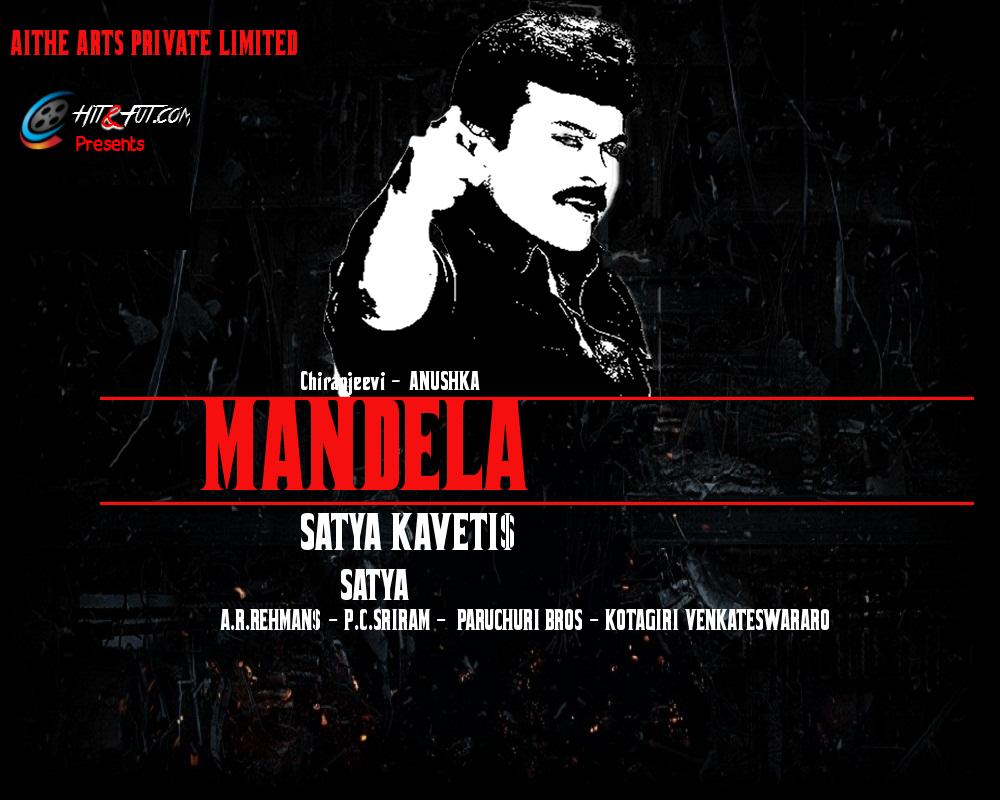 AITHE ARTS PRIVATE LIMITED
HIT&FUT.COM
Presents
Chiranjeevi - ANUSHKA
MANDELA
SATYA KAVETI$
SATYA
A.R.REHMAN$ - P.C.SRIRAM - PARUCHURI BROS - KOTAGIRI VENKATESWARARO